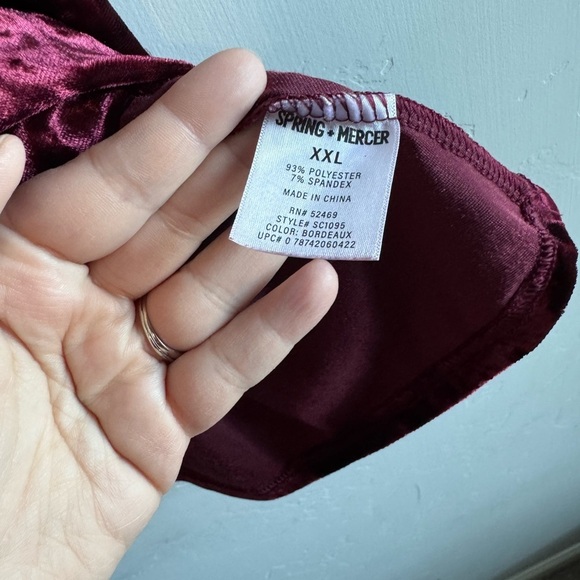 SPRING + MERCER
XXL
93% POLYESTER
7% SPANDEX
MADE IN CHINA
RN# 52469
STYLE# SC1095
COLOR: BORDEAUX
UPC# 0 78742060422